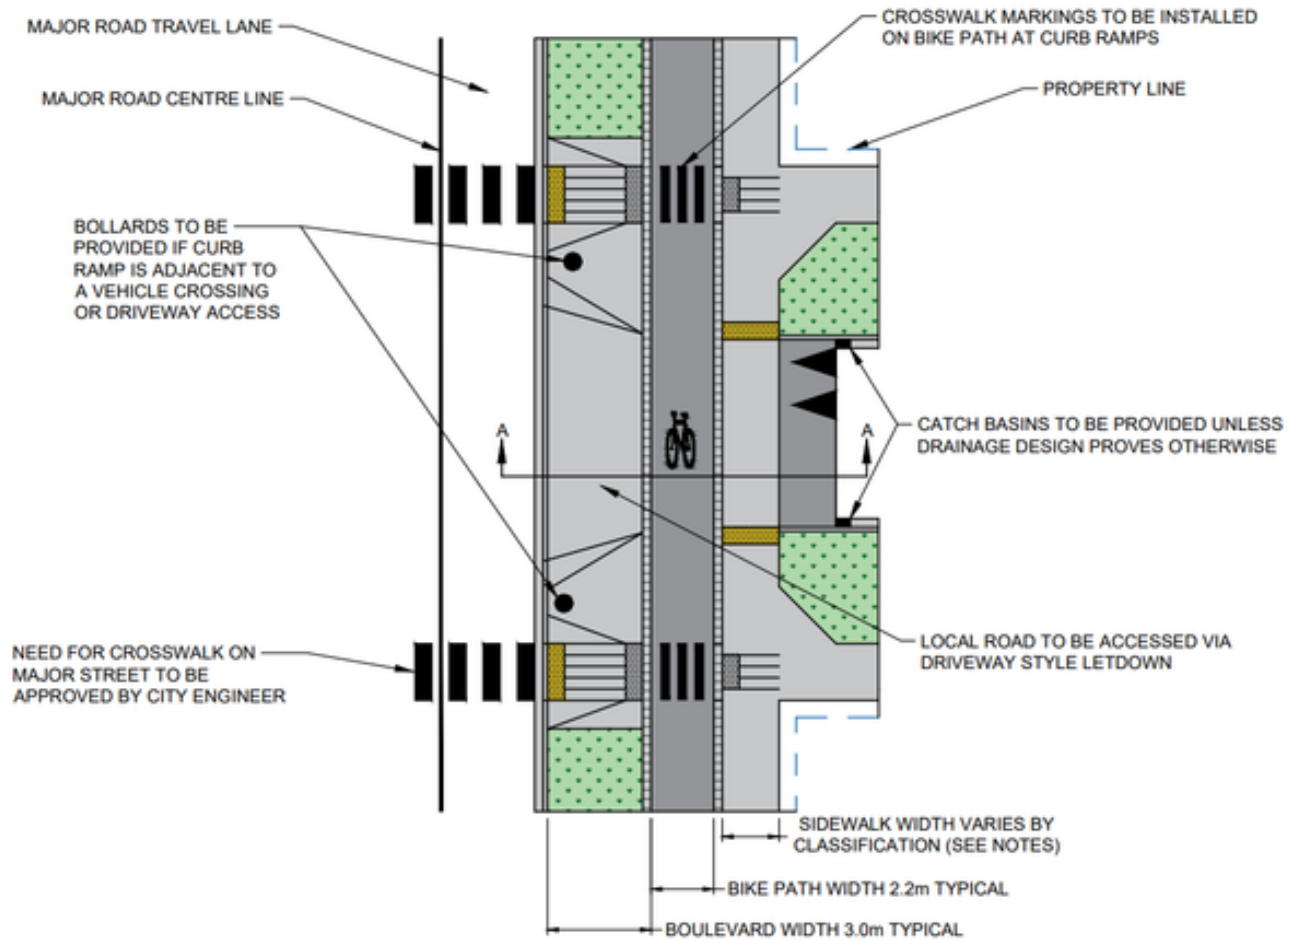 MAJOR ROAD TRAVEL LANE
CROSSWALK MARKINGS TO BE INSTALLED
ON BIKE PATH AT CURB RAMPS
MAJOR ROAD CENTRE LINE
PROPERTY LINE
BOLLARDS TO BE
PROVIDED IF CURB
RAMP IS ADJACENT TO
A VEHICLE CROSSING
OR DRIVEWAY ACCESS
A
A
CATCH BASINS TO BE PROVIDED UNLESS
DRAINAGE DESIGN PROVES OTHERWISE
NEED FOR CROSSWALK ON
MAJOR STREET TO BE
APPROVED BY CITY ENGINEER
LOCAL ROAD TO BE ACCESSED VIA
DRIVEWAY STYLE LETDOWN
SIDEWALK WIDTH VARIES BY
CLASSIFICATION (SEE NOTES)
BIKE PATH WIDTH 2.2m TYPICAL
BOULEVARD WIDTH 3.0m TYPICAL